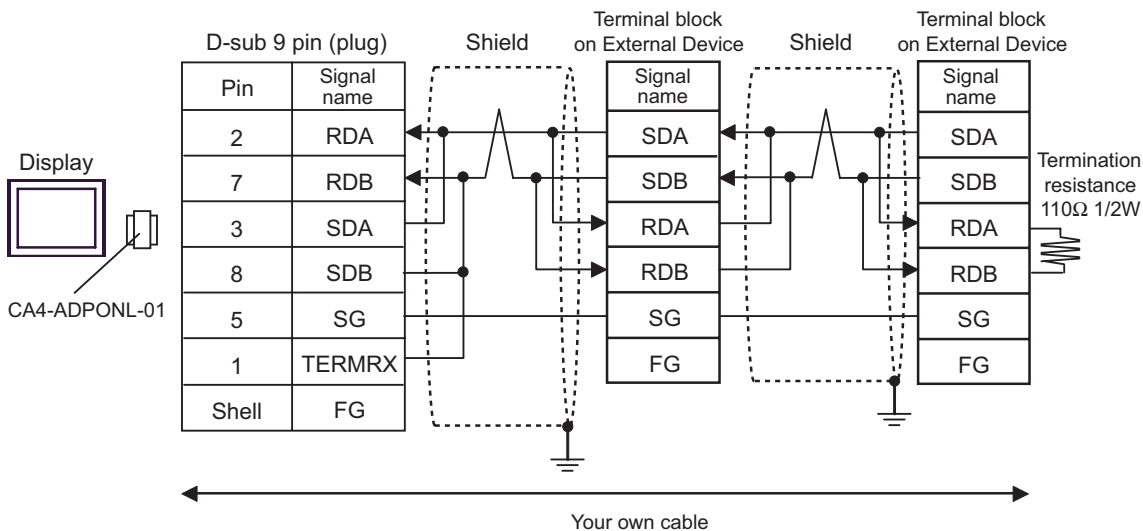 Display
CA4-ADPONL-01
D-sub 9 pin (plug)
Pin
Signal
name
2
RDA
7
RDB
3
SDA
8
SDB
5
SG
1
TERMRX
Shell
FG
Shield
Terminal block
on External Device
Signal
name
SDA
SDB
RDA
RDB
SG
FG
Shield
Terminal block
on External Device
Signal
name
SDA
SDB
RDA
RDB
SG
FG
Termination
resistance
110Ω 1/2W
Your own cable